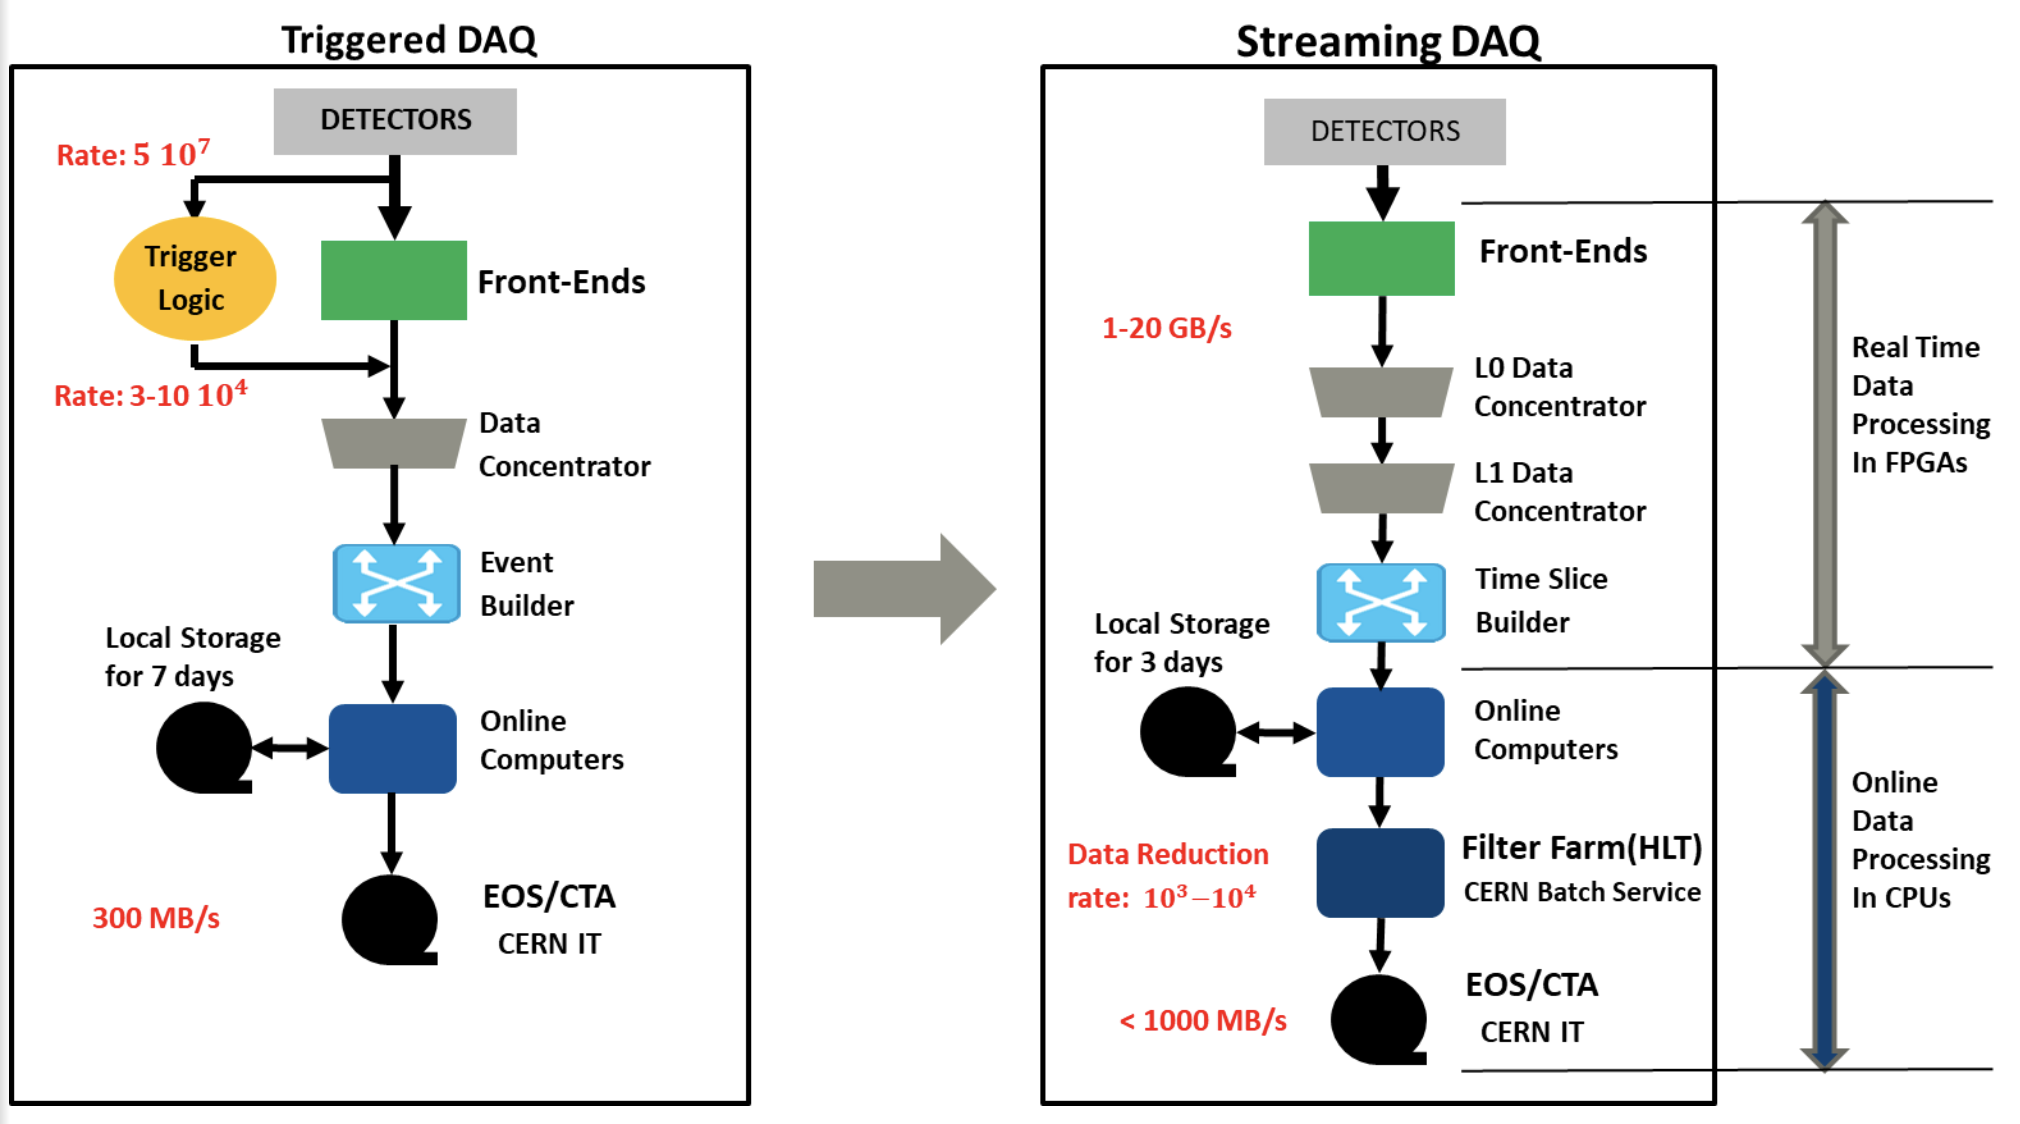 Triggered DAQ
DETECTORS
Rate: 5 10⁷
Trigger
Logic
Front-Ends
Rate: 3-10 10⁴
Data
Concentrator
Event
Builder
Local Storage
for 7 days
Online
Computers
300 MB/s
EOS/CTA
CERN IT
Streaming DAQ
DETECTORS
Front-Ends
1-20 GB/s
L0 Data
Concentrator
L1 Data
Concentrator
Time Slice
Builder
Local Storage
for 3 days
Online
Computers
Data Reduction
rate: 10³–10⁴
Filter Farm(HLT)
CERN Batch Service
< 1000 MB/s
EOS/CTA
CERN IT
Real Time
Data
Processing
In FPGAs
Online
Data
Processing
In CPUs